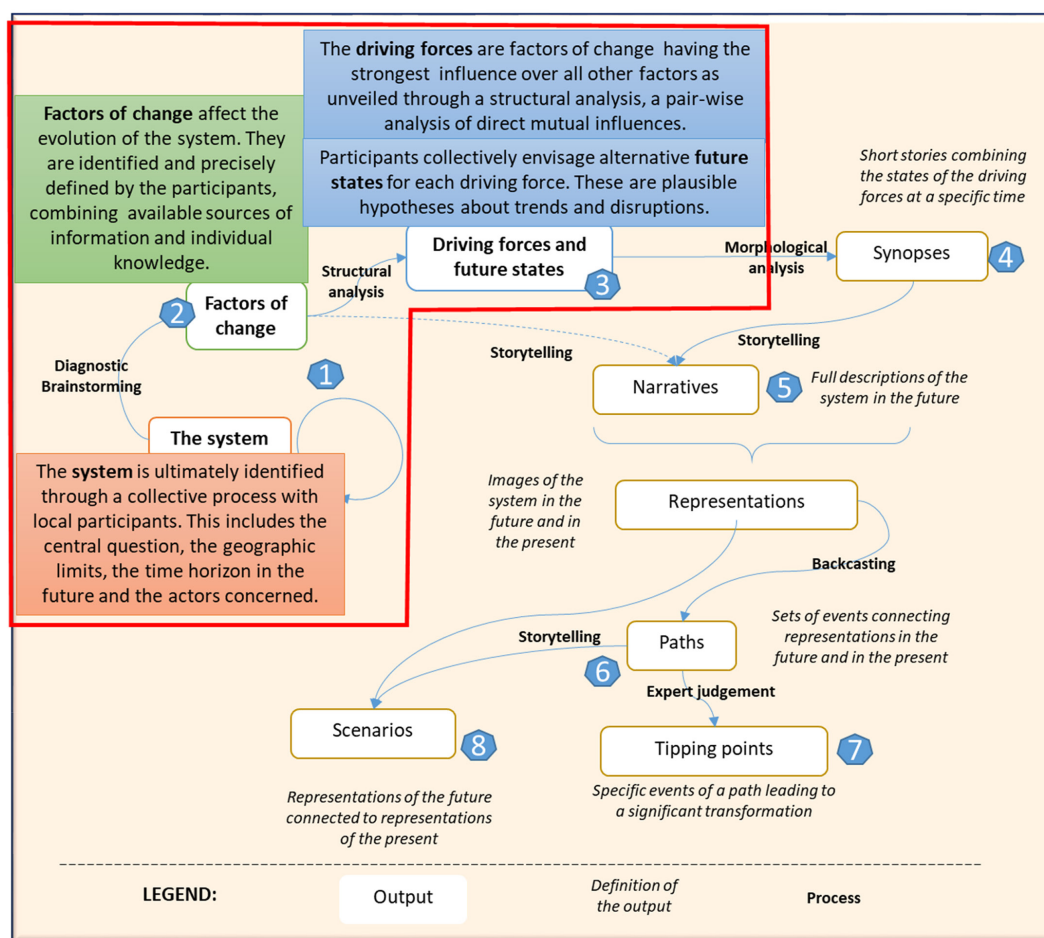 The driving forces are factors of change having the
strongest influence over all other factors as
unveiled through a structural analysis, a pair-wise
analysis of direct mutual influences.
Participants collectively envisage alternative future
states for each driving force. These are plausible
hypotheses about trends and disruptions.
Factors of change affect the
evolution of the system. They
are identified and precisely
defined by the participants,
combining available sources of
information and individual
knowledge.
Short stories combining
the states of the driving
forces at a specific time
Driving forces and
future states
3
Morphological
analysis
Synopses
4
Structural
analysis
2
Factors of
change
Storytelling
Storytelling
Diagnostic
Brainstorming
1
Narratives
5
Full descriptions of the
system in the future
The system
The system is ultimately identified
through a collective process with
local participants. This includes the
central question, the geographic
limits, the time horizon in the
future and the actors concerned.
Images of the
system in the
future and in
the present
Representations
Backcasting
Storytelling
Paths
6
Sets of events connecting
representations in the
future and in the present
Expert judgement
Scenarios
8
Tipping points
7
Representations of the future
connected to representations
of the present
Specific events of a path leading to
a significant transformation
LEGEND:
Output
Definition of
the output
Process